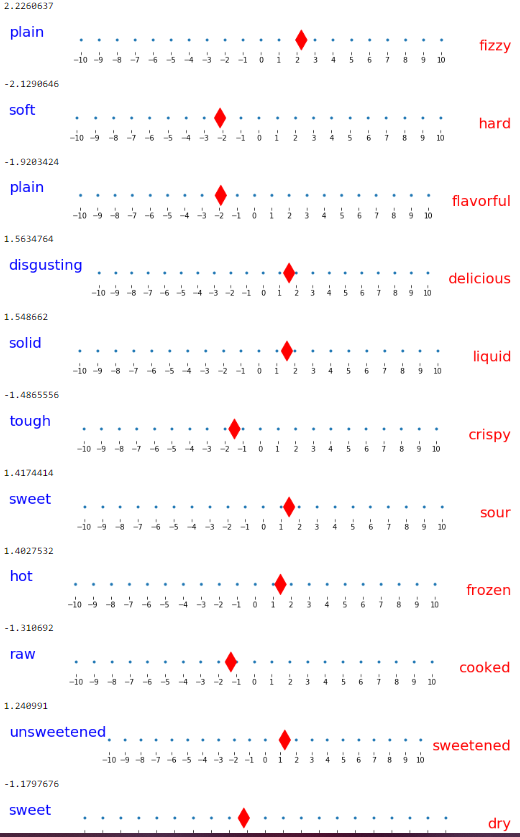 2.2260637
plain
fizzy
−10 −9 −8 −7 −6 −5 −4 −3 −2 −1 0 1 2 3 4 5 6 7 8 9 10
-2.1290646
soft
hard
−10 −9 −8 −7 −6 −5 −4 −3 −2 −1 0 1 2 3 4 5 6 7 8 9 10
-1.9203424
plain
flavorful
−10 −9 −8 −7 −6 −5 −4 −3 −2 −1 0 1 2 3 4 5 6 7 8 9 10
1.5634764
disgusting
delicious
−10 −9 −8 −7 −6 −5 −4 −3 −2 −1 0 1 2 3 4 5 6 7 8 9 10
1.548662
solid
liquid
−10 −9 −8 −7 −6 −5 −4 −3 −2 −1 0 1 2 3 4 5 6 7 8 9 10
-1.4865556
tough
crispy
−10 −9 −8 −7 −6 −5 −4 −3 −2 −1 0 1 2 3 4 5 6 7 8 9 10
1.4174414
sweet
sour
−10 −9 −8 −7 −6 −5 −4 −3 −2 −1 0 1 2 3 4 5 6 7 8 9 10
1.4027532
hot
frozen
−10 −9 −8 −7 −6 −5 −4 −3 −2 −1 0 1 2 3 4 5 6 7 8 9 10
-1.310692
raw
cooked
−10 −9 −8 −7 −6 −5 −4 −3 −2 −1 0 1 2 3 4 5 6 7 8 9 10
1.240991
unsweetened
sweetened
−10 −9 −8 −7 −6 −5 −4 −3 −2 −1 0 1 2 3 4 5 6 7 8 9 10
-1.1797676
sweet
dry